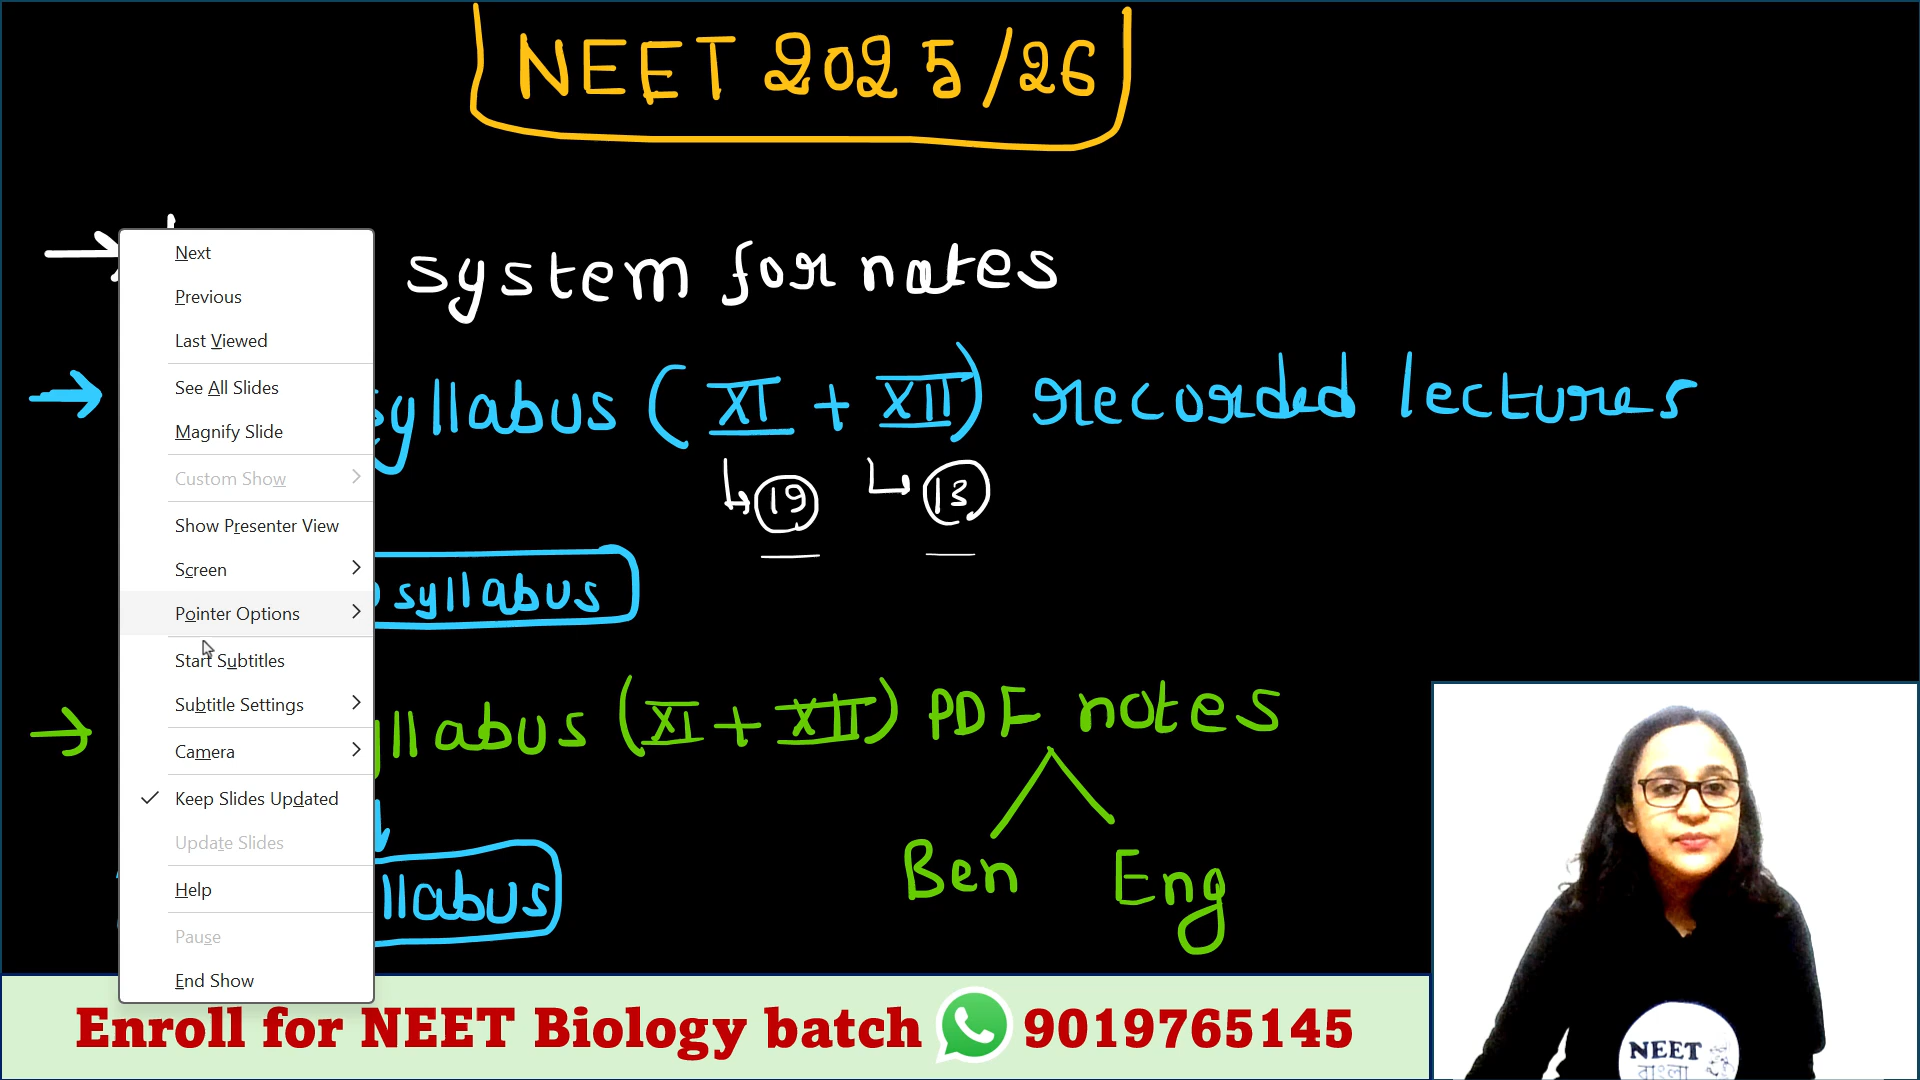 NEET 2025/26
system for notes
syllabus (XI + XII) recorded lectures
19 13
syllabus
llabus (XI + XII) PDF notes
Ben Eng
llabus
Next
Previous
Last Viewed
See All Slides
Magnify Slide
Custom Show
Show Presenter View
Screen
Pointer Options
Start Subtitles
Subtitle Settings
Camera
Keep Slides Updated
Update Slides
Help
Pause
End Show
Enroll for NEET Biology batch 9019765145
NEET
বাংলা